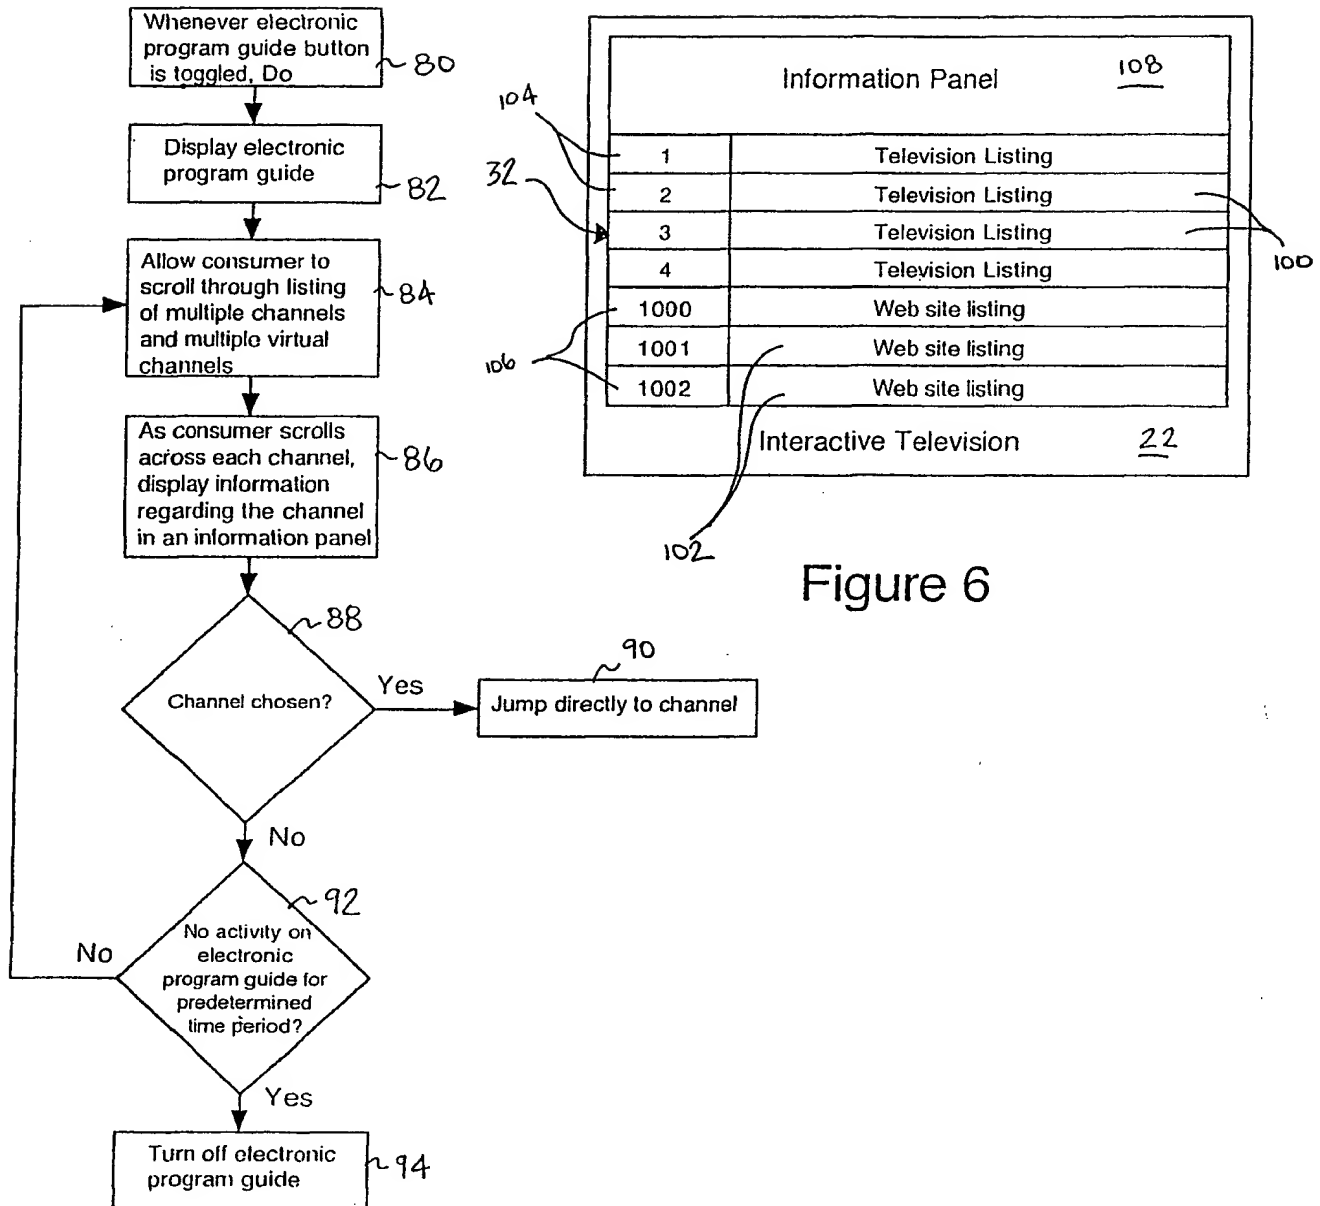 Whenever electronic
program guide button
is toggled, Do
80
Display electronic
program guide
82
Allow consumer to
scroll through listing
of multiple channels
and multiple virtual
channels
84
As consumer scrolls
across each channel,
display information
regarding the channel
in an information panel
86
88
Channel chosen?
Yes
90
Jump directly to channel
No
92
No activity on
electronic
program guide for
predetermined
time period?
No
Yes
Turn off electronic
program guide
94
Information Panel
108
104
32
1 Television Listing
2 Television Listing
3 Television Listing
4 Television Listing
100
1000 Web site listing
1001 Web site listing
1002 Web site listing
106
Interactive Television
22
102
Figure 6